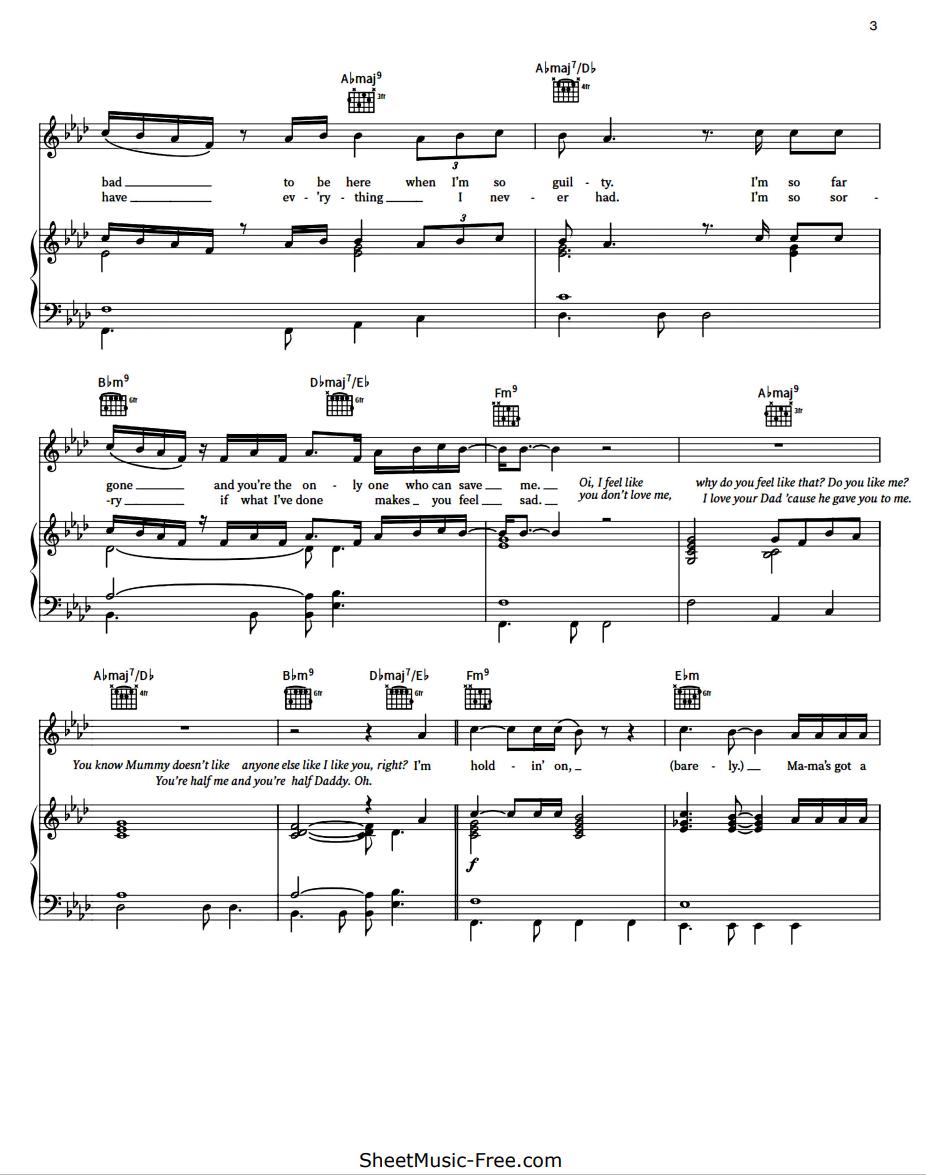 3
A♭maj9 A♭maj7/D♭
3fr 4fr
3
bad to be here when I'm so guil - ty. I'm so far
have ev - 'ry - thing I nev - er had. I'm so sor -
3
B♭m9 D♭maj7/E♭ Fm9 A♭maj9
6fr 6fr 3fr
gone and you're the on - ly one who can save me. Oi, I feel like why do you feel like that? Do you like me?
-ry if what I've done makes you feel sad. you don't love me, I love your Dad 'cause he gave you to me.
A♭maj7/D♭ B♭m9 D♭maj7/E♭ Fm9 E♭m
4fr 6fr 6fr 6fr
You know Mummy doesn't like anyone else like I like you, right? I'm hold - in' on, (bare - ly.) Ma-ma's got a
You're half me and you're half Daddy. Oh.
f
SheetMusic-Free.com